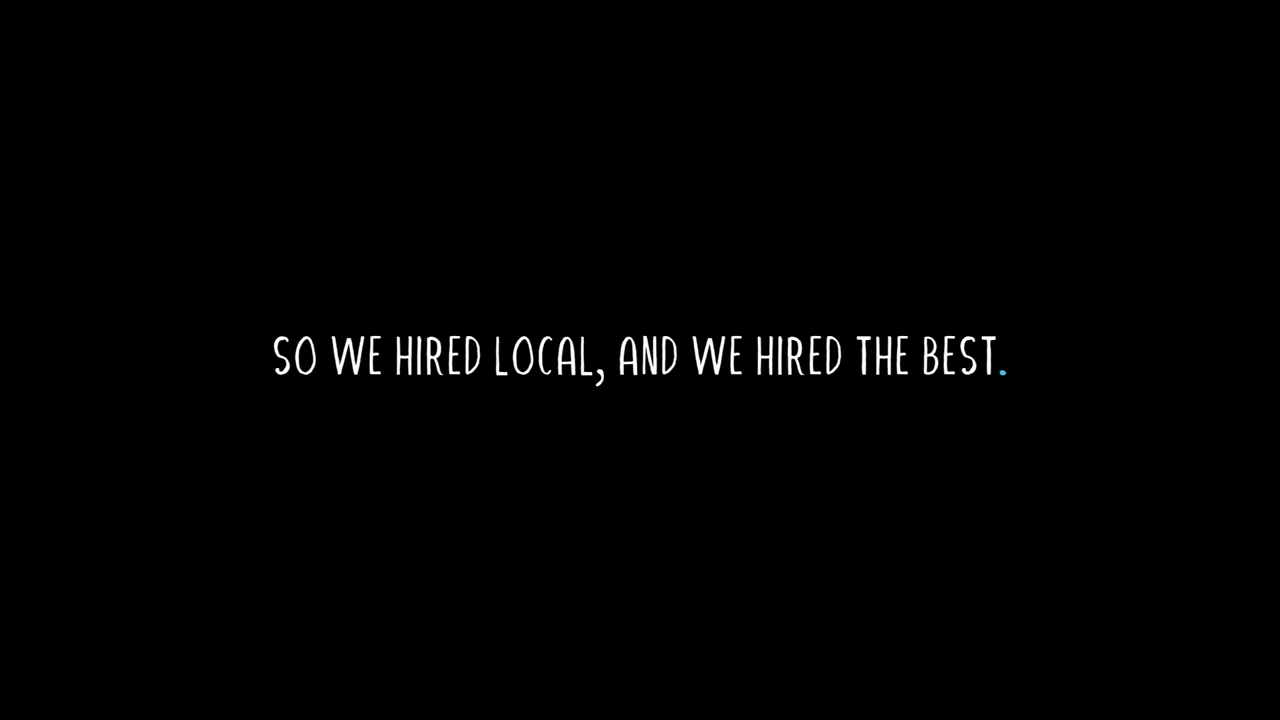 SO WE HIRED LOCAL, AND WE HIRED THE BEST.